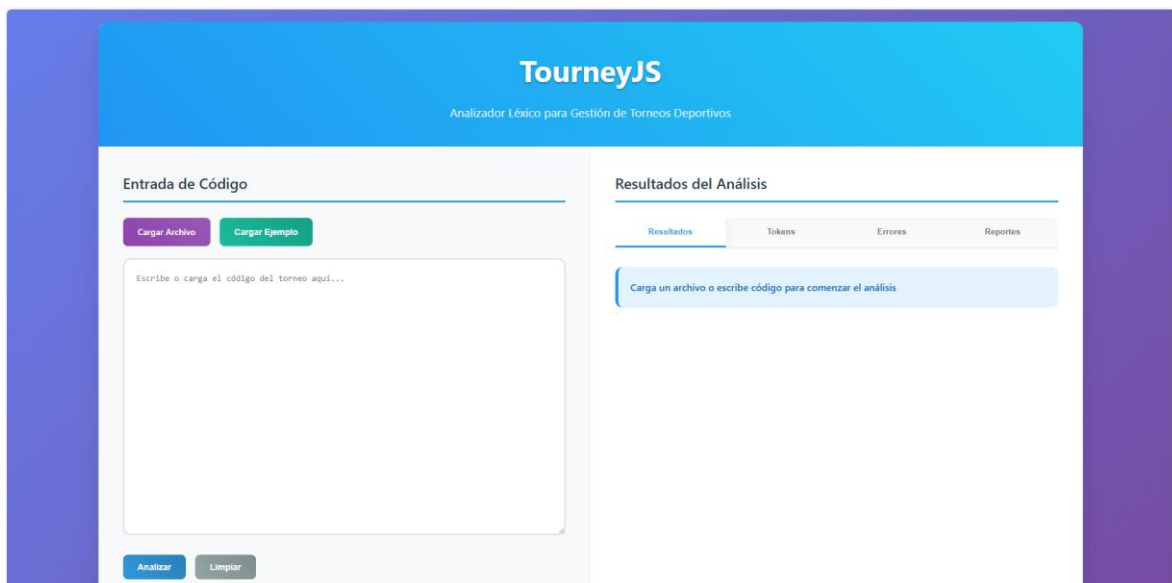 TourneyJS
Analizador Léxico para Gestión de Torneos Deportivos
Entrada de Código
Cargar Archivo
Cargar Ejemplo
Escribe o carga el código del torneo aquí...
Analizar
Limpiar
Resultados del Análisis
Resultados
Tokens
Errores
Reportes
Carga un archivo o escribe código para comenzar el análisis